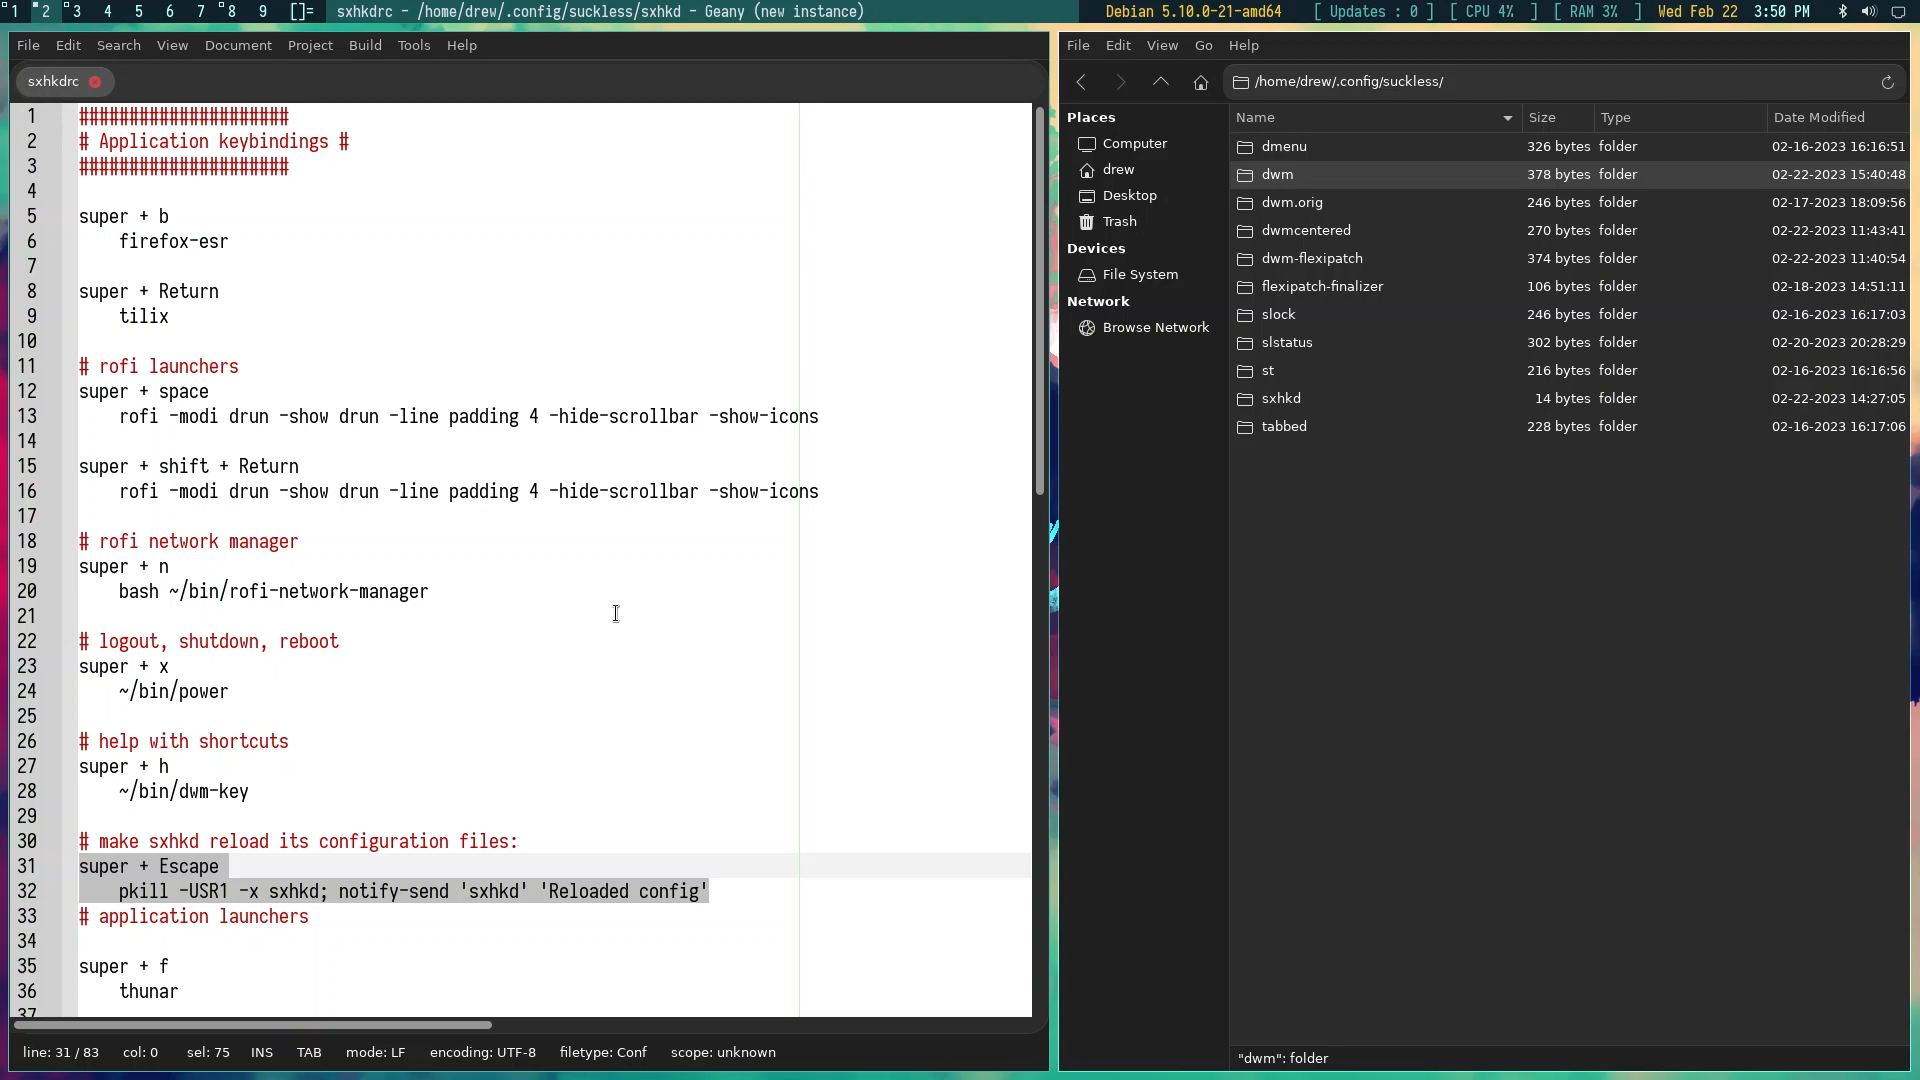 1 2 3 4 5 6 7 8 9 []= sxhkdrc - /home/drew/.config/suckless/sxhkd - Geany (new instance) Debian 5.10.0-21-amd64 [ Updates : 0 ] [ CPU 4% ] [ RAM 3% ] Wed Feb 22 3:50 PM
File Edit Search View Document Project Build Tools Help
sxhkdrc
1 #####################
2 # Application keybindings #
3 #####################
4
5 super + b
6     firefox-esr
7
8 super + Return
9     tilix
10
11 # rofi launchers
12 super + space
13     rofi -modi drun -show drun -line padding 4 -hide-scrollbar -show-icons
14
15 super + shift + Return
16     rofi -modi drun -show drun -line padding 4 -hide-scrollbar -show-icons
17
18 # rofi network manager
19 super + n
20     bash ~/bin/rofi-network-manager
21
22 # logout, shutdown, reboot
23 super + x
24     ~/bin/power
25
26 # help with shortcuts
27 super + h
28     ~/bin/dwm-key
29
30 # make sxhkd reload its configuration files:
31 super + Escape
32     pkill -USR1 -x sxhkd; notify-send 'sxhkd' 'Reloaded config'
33 # application launchers
34
35 super + f
36     thunar
37
line: 31 / 83 col: 0 sel: 75 INS TAB mode: LF encoding: UTF-8 filetype: Conf scope: unknown
File Edit View Go Help
/home/drew/.config/suckless/
Places
Computer
drew
Desktop
Trash
Devices
File System
Network
Browse Network
Name Size Type Date Modified
dmenu 326 bytes folder 02-16-2023 16:16:51
dwm 378 bytes folder 02-22-2023 15:40:48
dwm.orig 246 bytes folder 02-17-2023 18:09:56
dwmcentered 270 bytes folder 02-22-2023 11:43:41
dwm-flexipatch 374 bytes folder 02-22-2023 11:40:54
flexipatch-finalizer 106 bytes folder 02-18-2023 14:51:11
slock 246 bytes folder 02-16-2023 16:17:03
slstatus 302 bytes folder 02-20-2023 20:28:29
st 216 bytes folder 02-16-2023 16:16:56
sxhkd 14 bytes folder 02-22-2023 14:27:05
tabbed 228 bytes folder 02-16-2023 16:17:06
"dwm": folder